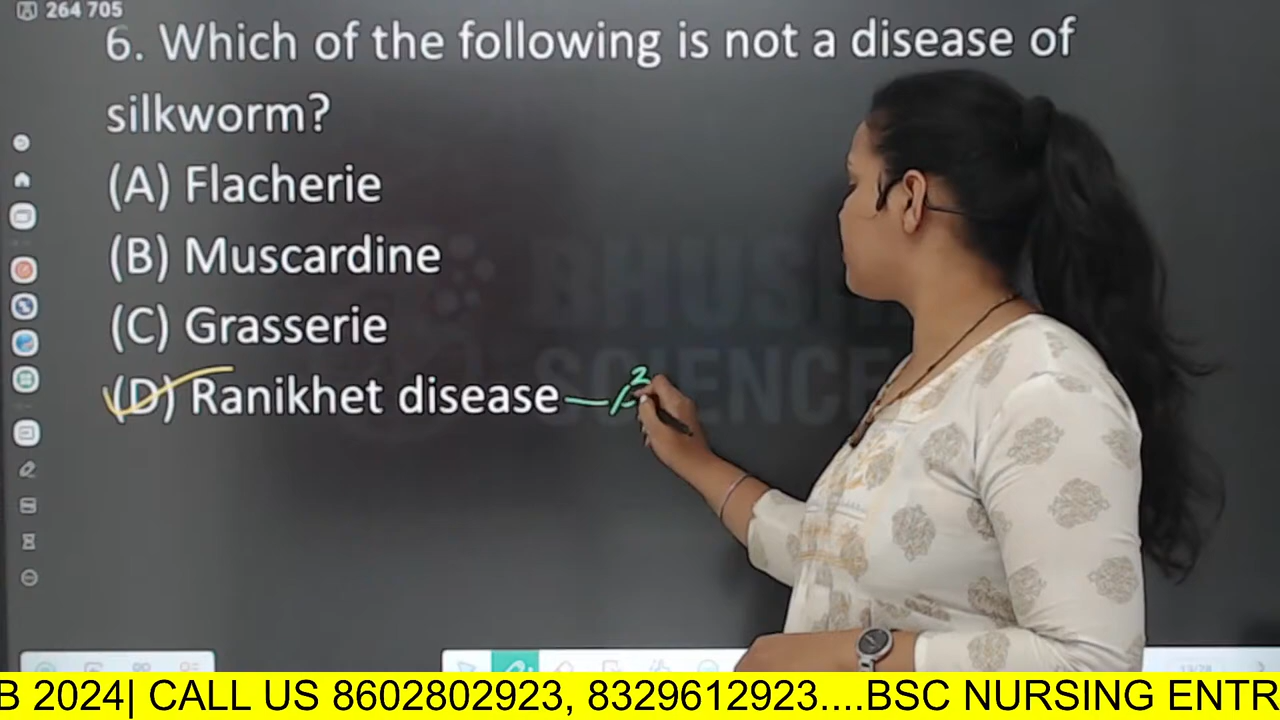 264 705
6. Which of the following is not a disease of
silkworm?
(A) Flacherie
(B) Muscardine
(C) Grasserie
(D) Ranikhet disease
SCIENCE
B 2024| CALL US 8602802923, 8329612923....BSC NURSING ENTR